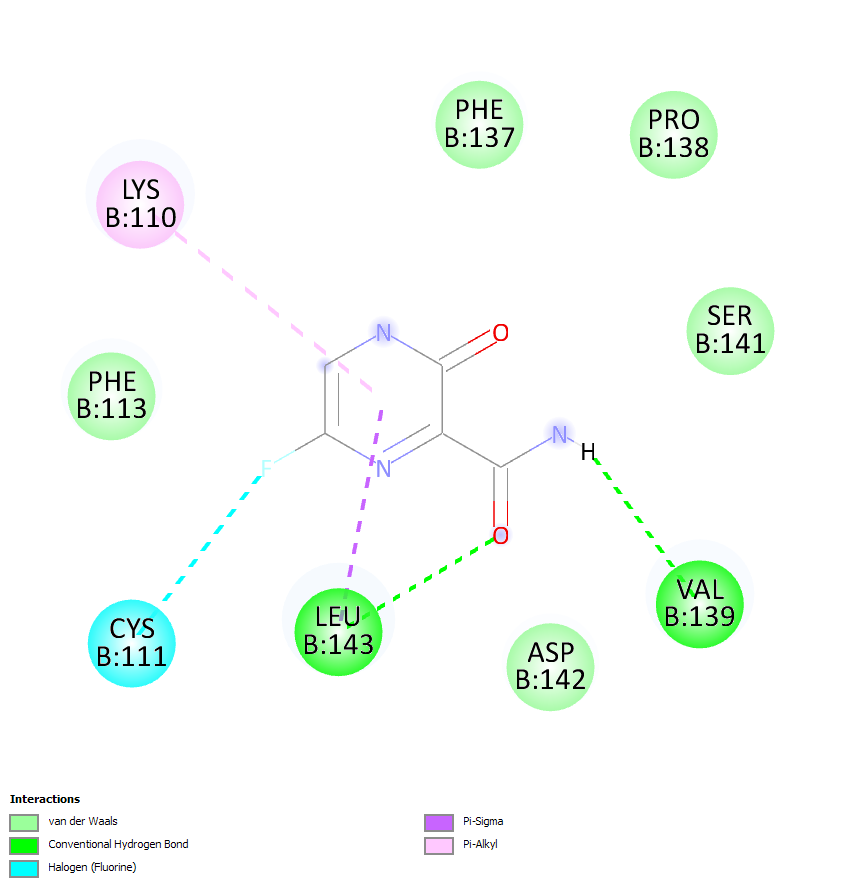 PHE
B:137
PRO
B:138
LYS
B:110
SER
B:141
N
O
PHE
B:113
N
H
F
N
O
VAL
B:139
LEU
B:143
CYS
B:111
ASP
B:142
Interactions
van der Waals
Conventional Hydrogen Bond
Halogen (Fluorine)
Pi-Sigma
Pi-Alkyl